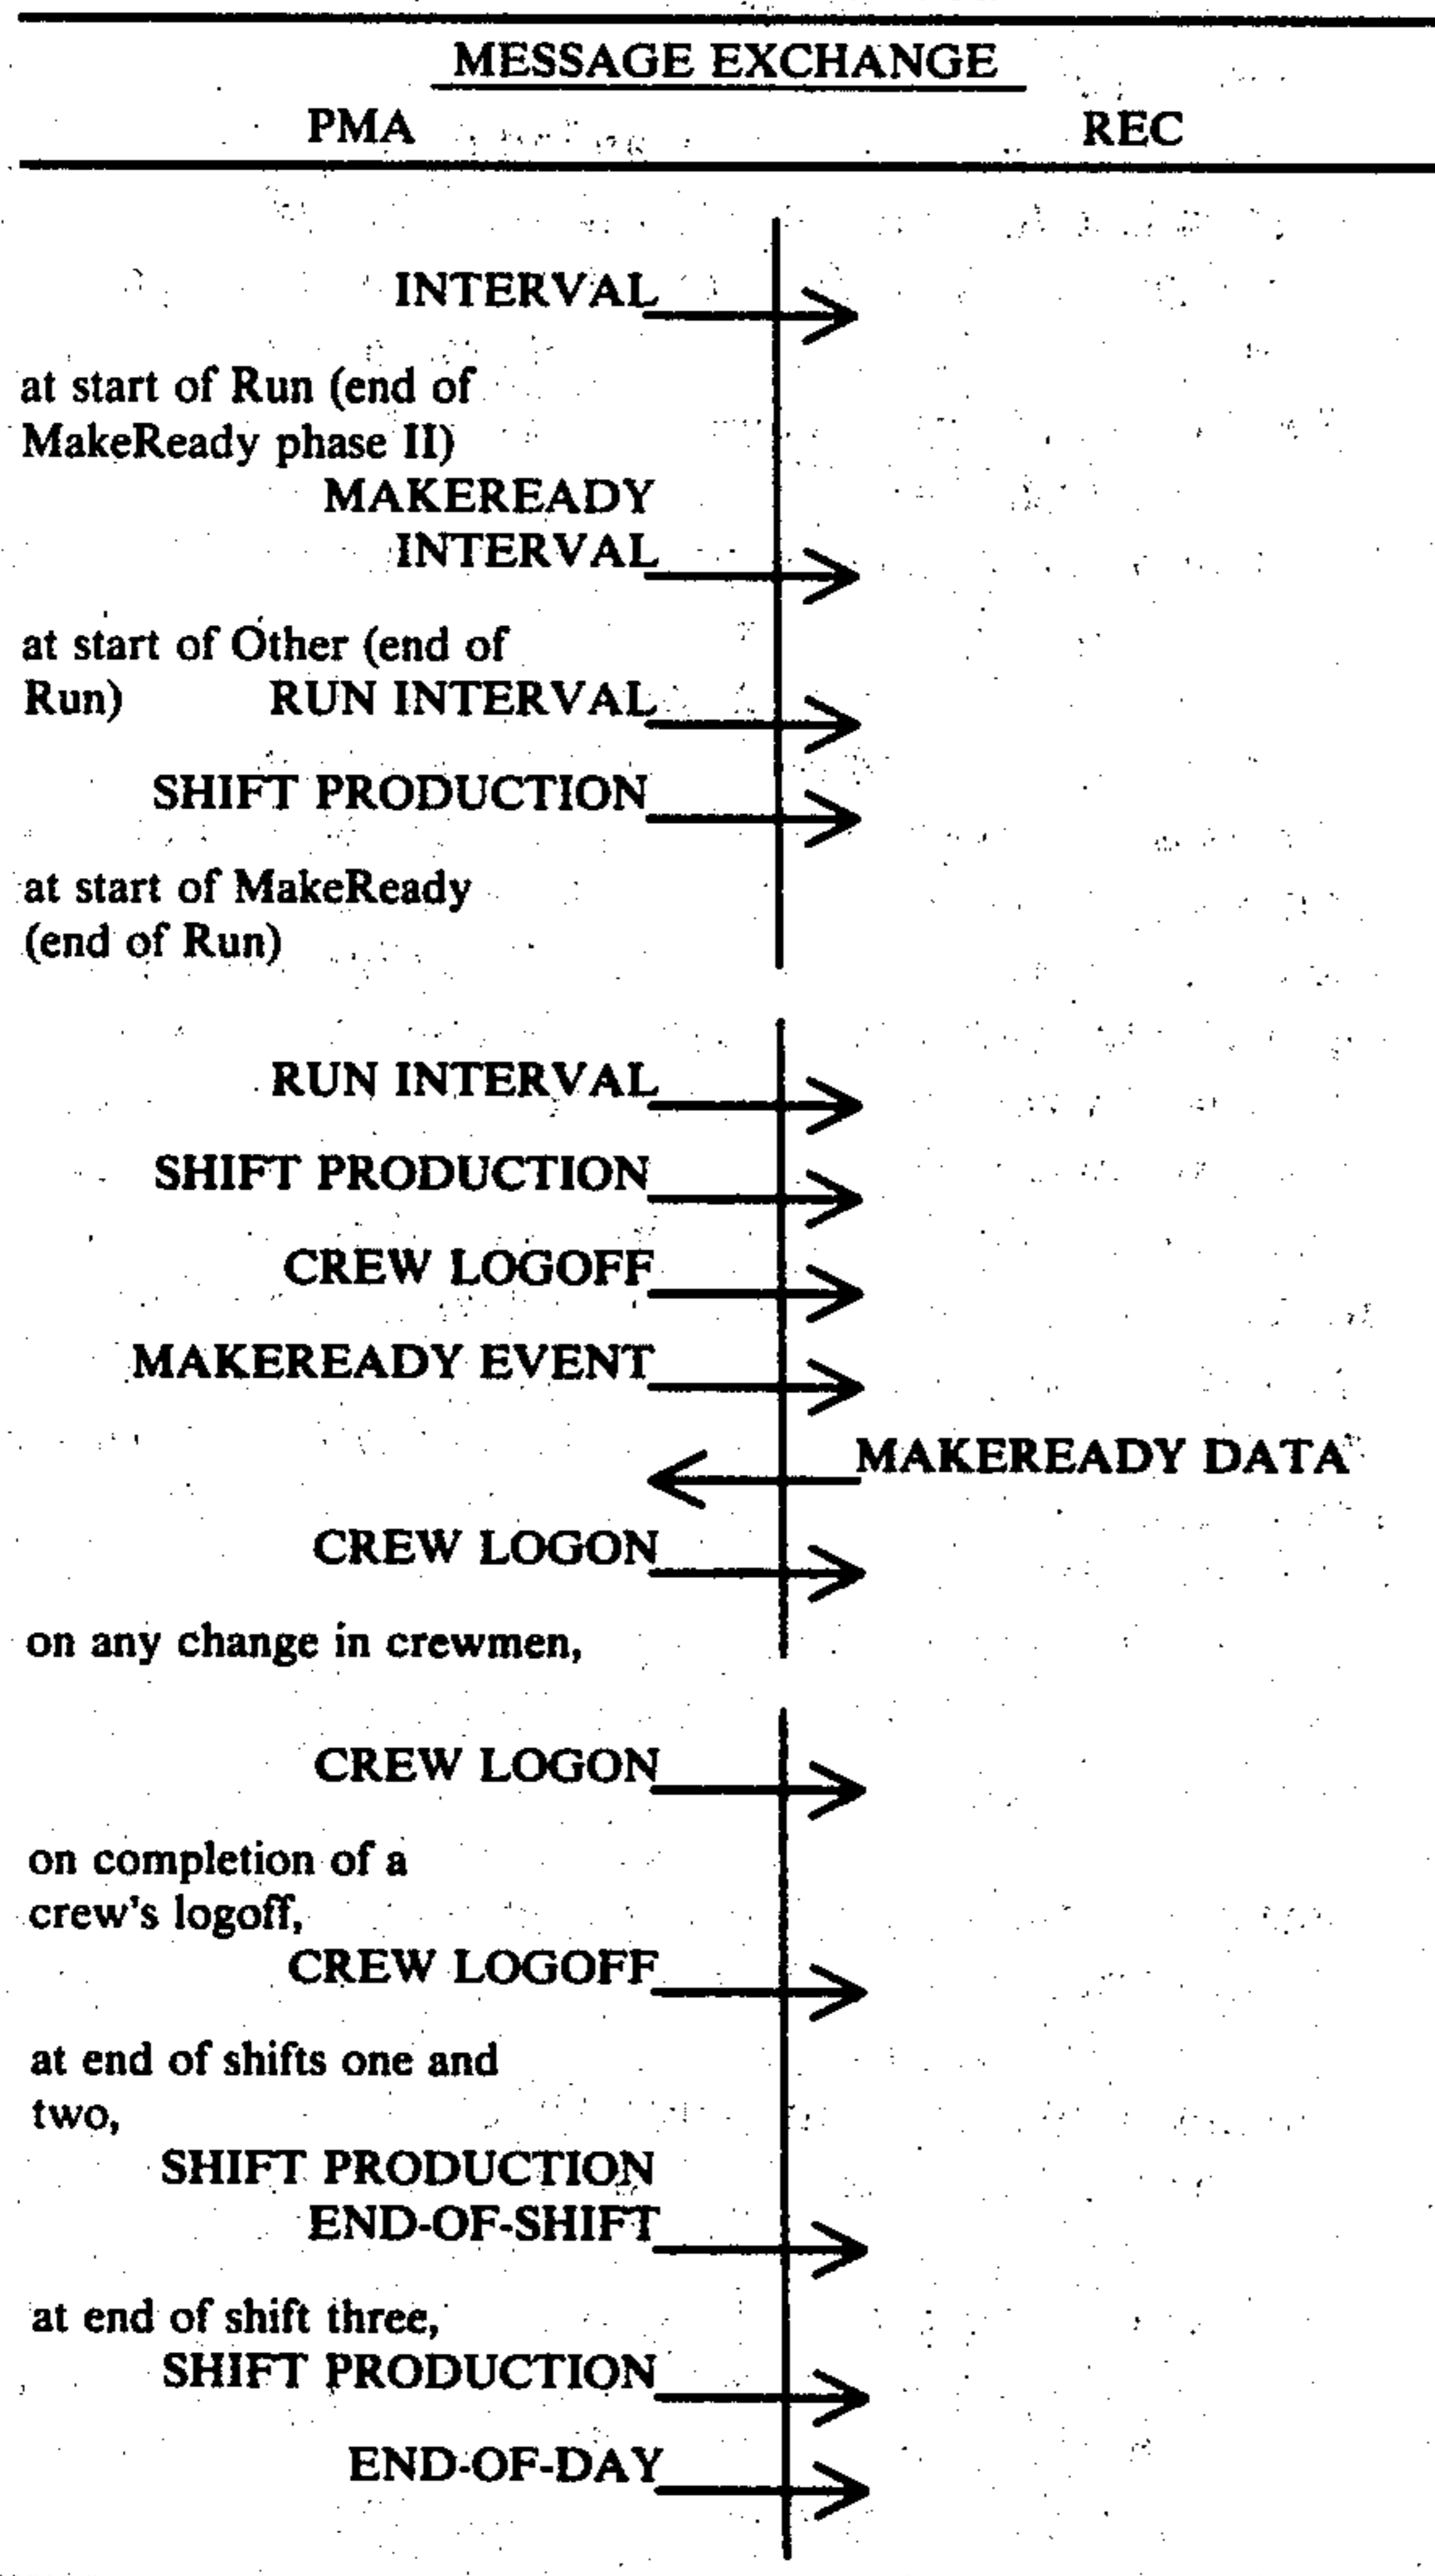 MESSAGE EXCHANGE
PMA REC
INTERVAL
at start of Run (end of
MakeReady phase II)
MAKEREADY
INTERVAL
at start of Other (end of
Run) RUN INTERVAL
SHIFT PRODUCTION
at start of MakeReady
(end of Run)
RUN INTERVAL
SHIFT PRODUCTION
CREW LOGOFF
MAKEREADY EVENT
MAKEREADY DATA
CREW LOGON
on any change in crewmen,
CREW LOGON
on completion of a
crew's logoff,
CREW LOGOFF
at end of shifts one and
two,
SHIFT PRODUCTION
END-OF-SHIFT
at end of shift three,
SHIFT PRODUCTION
END-OF-DAY